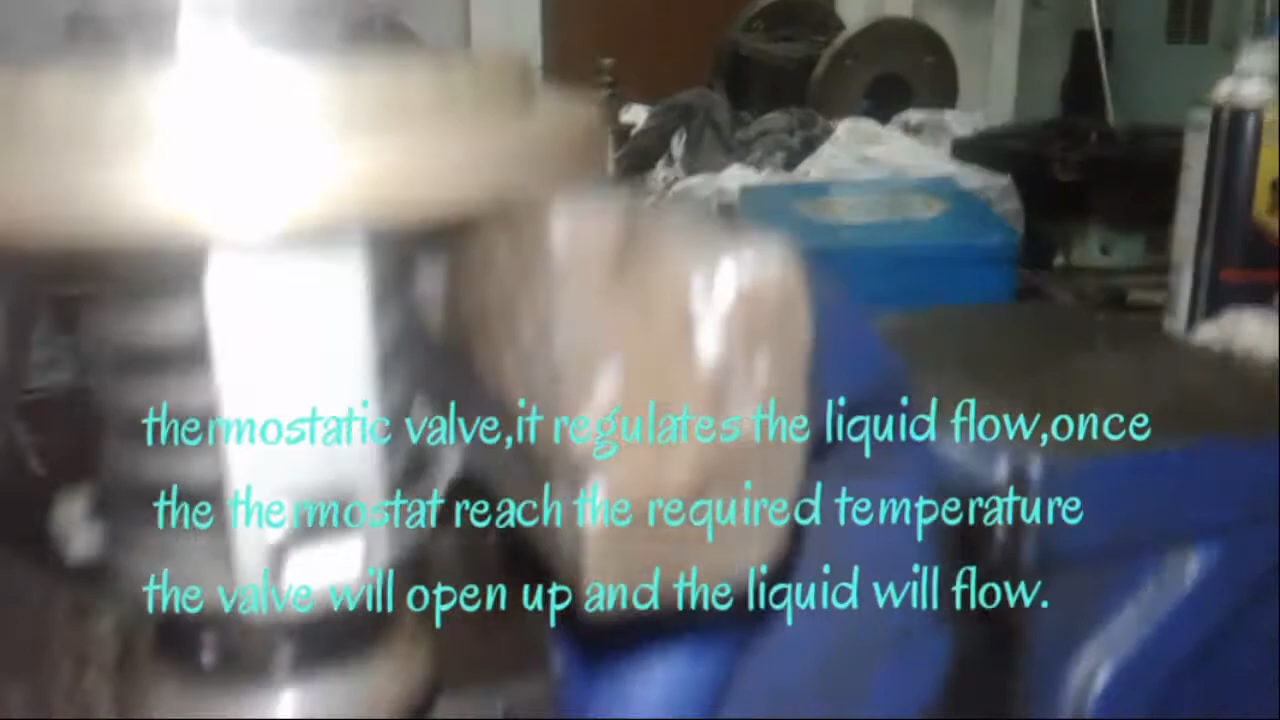 thermostatic valve,it regulates the liquid flow,once
the thermostat reach the required temperature
the valve will open up and the liquid will flow.